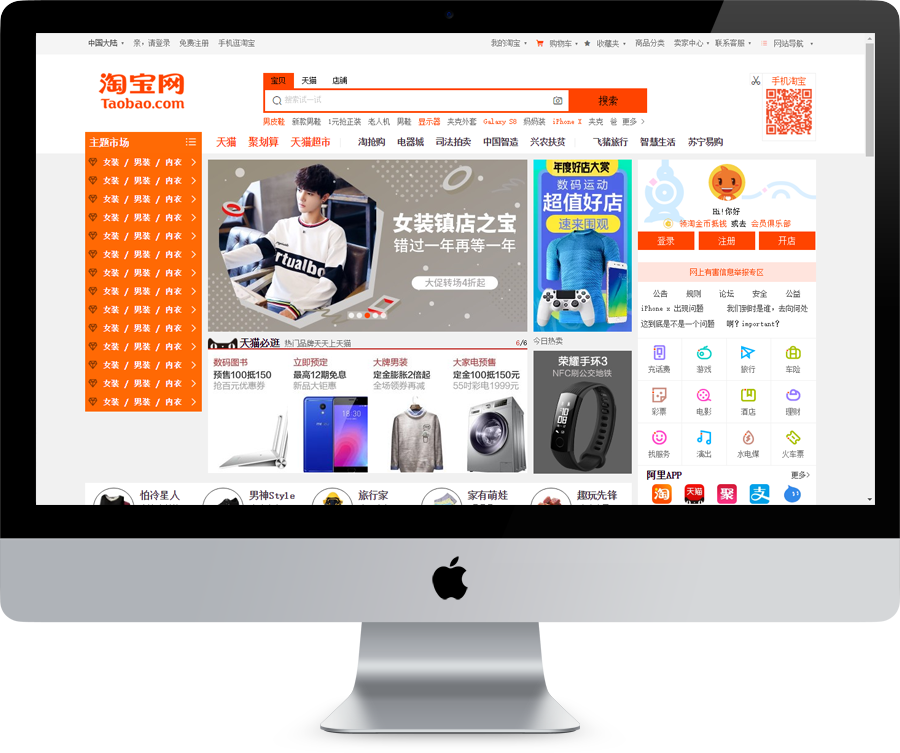 中国大陆 亲,请登录 免费注册 手机逛淘宝 我的淘宝 购物车 收藏夹 商品分类 卖家中心 联系客服 网站导航
淘宝网
Taobao.com
宝贝 天猫 店铺
搜索试一试 搜索
男皮鞋 新款男鞋 1元抢正装 老人机 男鞋 显示器 夹克外套 Galaxy S8 妈妈装 iPhone X 夹克 爸 更多 >
手机淘宝
主题市场
天猫 聚划算 天猫超市 淘抢购 电器城 司法拍卖 中国智造 兴农扶贫 飞猪旅行 智慧生活 苏宁易购
女装 / 男装 / 内衣 >
女装 / 男装 / 内衣 >
女装 / 男装 / 内衣 >
女装 / 男装 / 内衣 >
女装 / 男装 / 内衣 >
女装 / 男装 / 内衣 >
女装 / 男装 / 内衣 >
女装 / 男装 / 内衣 >
女装 / 男装 / 内衣 >
女装 / 男装 / 内衣 >
女装 / 男装 / 内衣 >
女装 / 男装 / 内衣 >
女装 / 男装 / 内衣 >
女装 / 男装 / 内衣 >
rtualbo
女装镇店之宝
错过一年再等一年
大促转场4折起
年度好店大赏
数码运动
超值好店
速来围观
Hi!你好
领淘金币抵钱 或去 会员俱乐部
登录 注册 开店
网上有害信息举报专区
公告 规则 论坛 安全 公益
iPhone x 出现问题 我们到时是谁,去向何处
这到底是不是一个问题 啊?important?
天猫必逛 热门品牌天天上天猫 6/6
数码图书 立即预定 大牌男装 大家电预售
预售100抵150 最高12期免息 定金膨胀2倍起 定金100抵150元
抢百元优惠券 新品大钜惠 全场领券再减 55吋彩电1999元
18:30
今日热卖
荣耀手环3
NFC刷公交地铁
10:08
充话费 游戏 旅行 车险
彩票 电影 酒店 理财
找服务 演出 水电煤 火车票
阿里APP 更多>
淘 天猫 聚 支
怕冷星人 男神Style 旅行家 家有萌娃 趣玩先锋